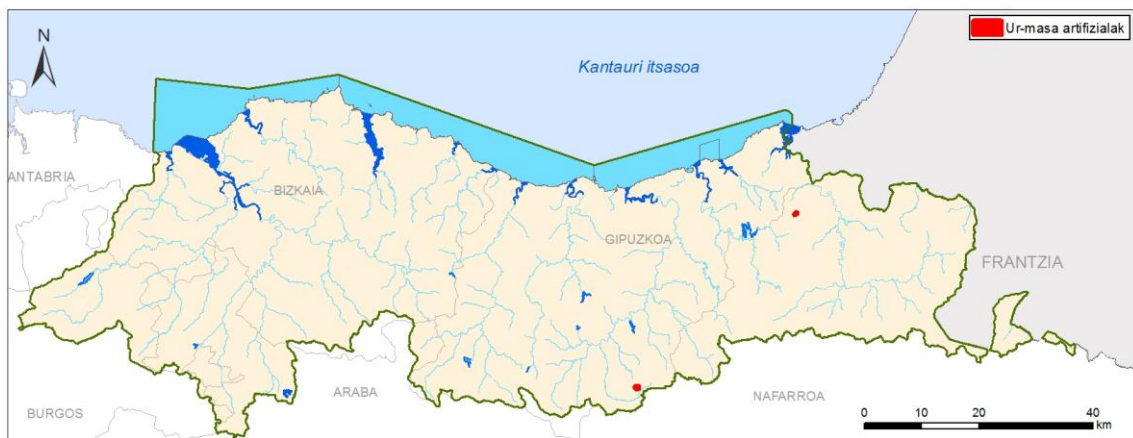 Ur-masa artifizialak
N
Kantauri itsasoa
ANTABRIA
BIZKAIA
GIPUZKOA
FRANTZIA
ARABA
NAFARROA
BURGOS
0 10 20 40
km